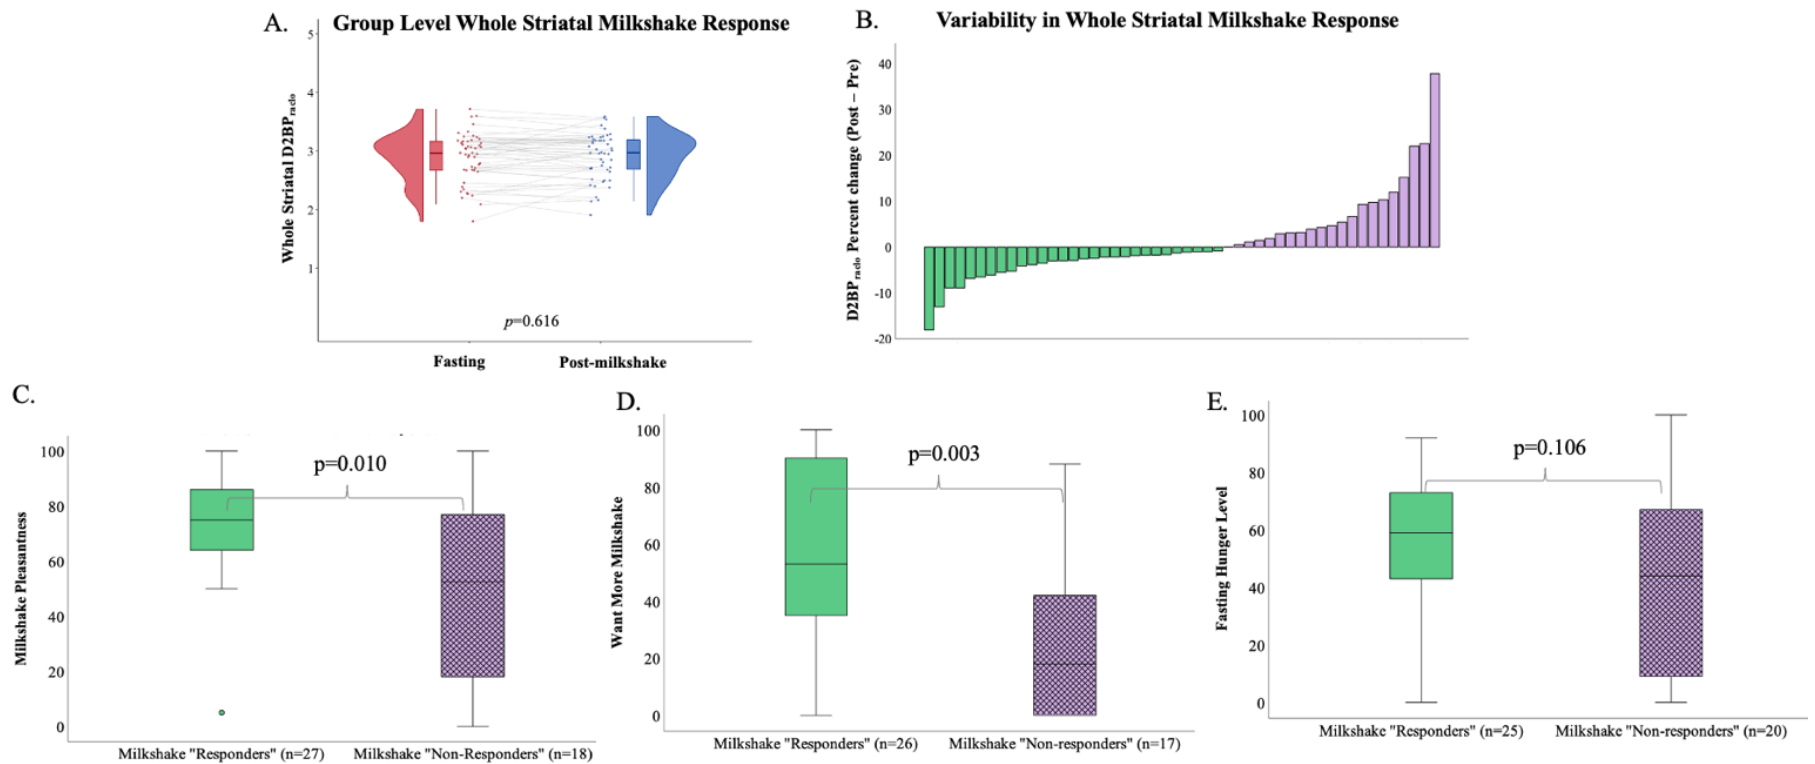 A. Group Level Whole Striatal Milkshake Response
Whole Striatal D2BPraclo
5
4
3
2
1
p=0.616
Fasting Post-milkshake
B. Variability in Whole Striatal Milkshake Response
D2BPraclo Percent change (Post – Pre)
40
30
20
10
0
-10
-20
C.
Milkshake Pleasantness
100
80
60
40
20
0
p=0.010
Milkshake "Responders" (n=27) Milkshake "Non-Responders" (n=18)
D.
Want More Milkshake
100
80
60
40
20
0
p=0.003
Milkshake "Responders" (n=26) Milkshake "Non-responders" (n=17)
E.
Fasting Hunger Level
100
80
60
40
20
0
p=0.106
Milkshake "Responders" (n=25) Milkshake "Non-responders" (n=20)